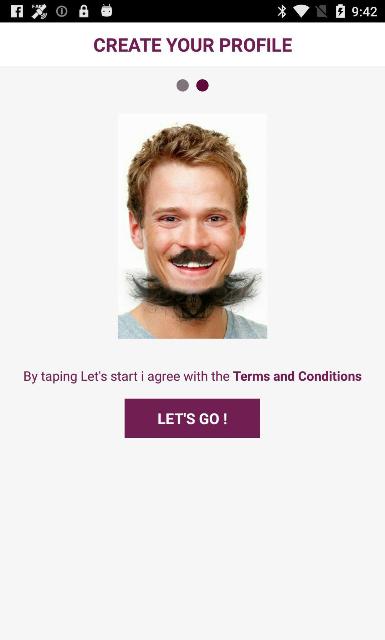 9:42
CREATE YOUR PROFILE
By taping Let's start i agree with the Terms and Conditions
LET'S GO !